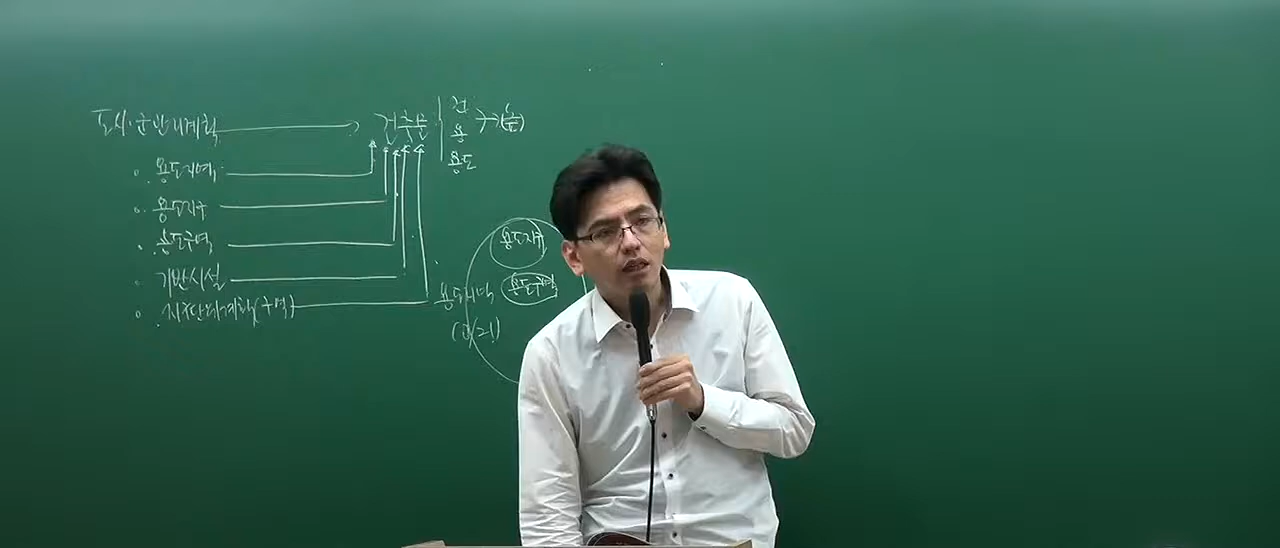 도시·군관리계획 → 건축물
건
용
용도
· 용도지역
· 용도지구
· 용도구역
· 기반시설
· 지구단위계획(구역)
용도지구
용도구역
용도지역